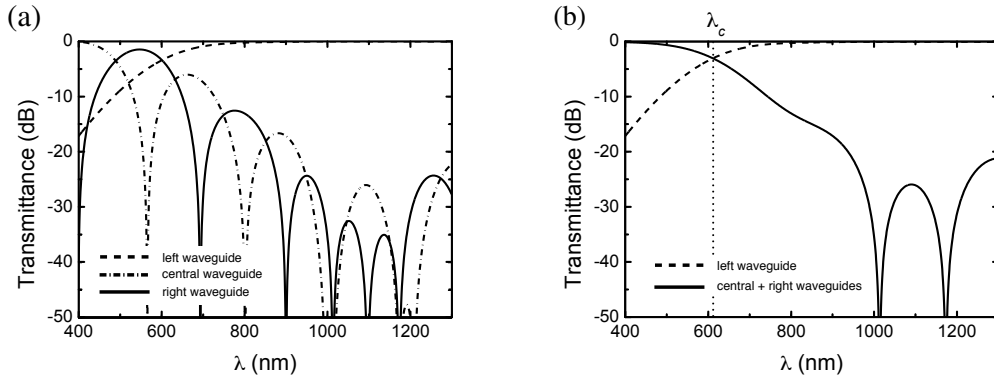 (a)
0
-10
-20
-30
-40
-50
Transmittance (dB)
left waveguide
central waveguide
right waveguide
400 600 800 1000 1200
λ (nm)
(b)
λc
0
-10
-20
-30
-40
-50
Transmittance (dB)
left waveguide
central + right waveguides
400 600 800 1000 1200
λ (nm)